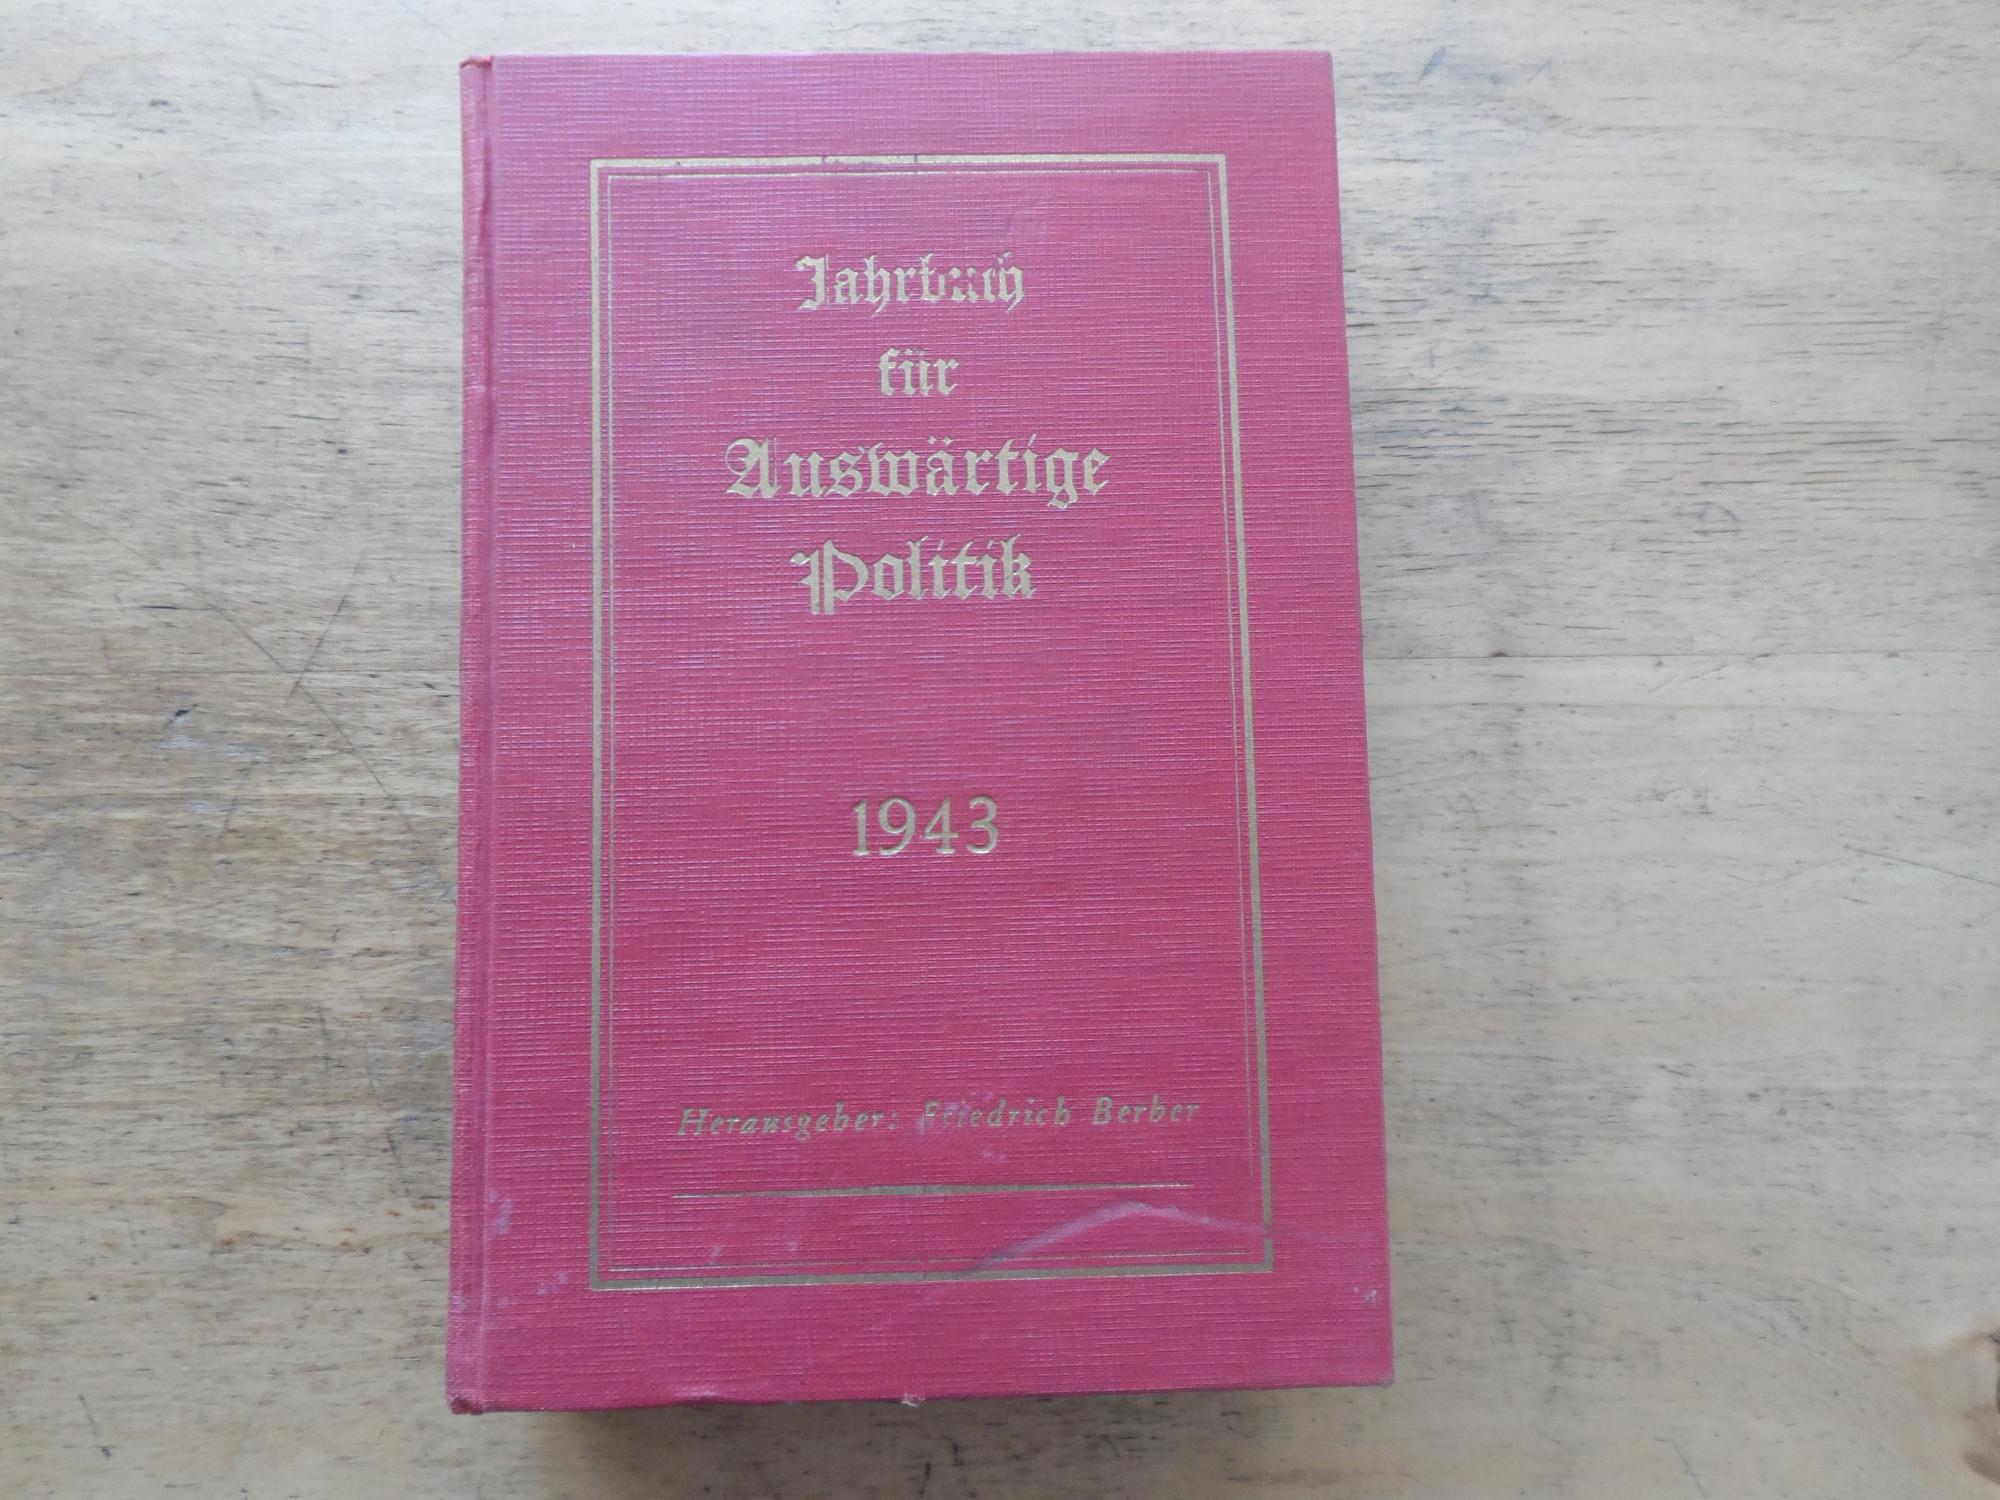 Jahrbuch
für
Auswärtige
Politik
1943
Herausgeber: Friedrich Berber